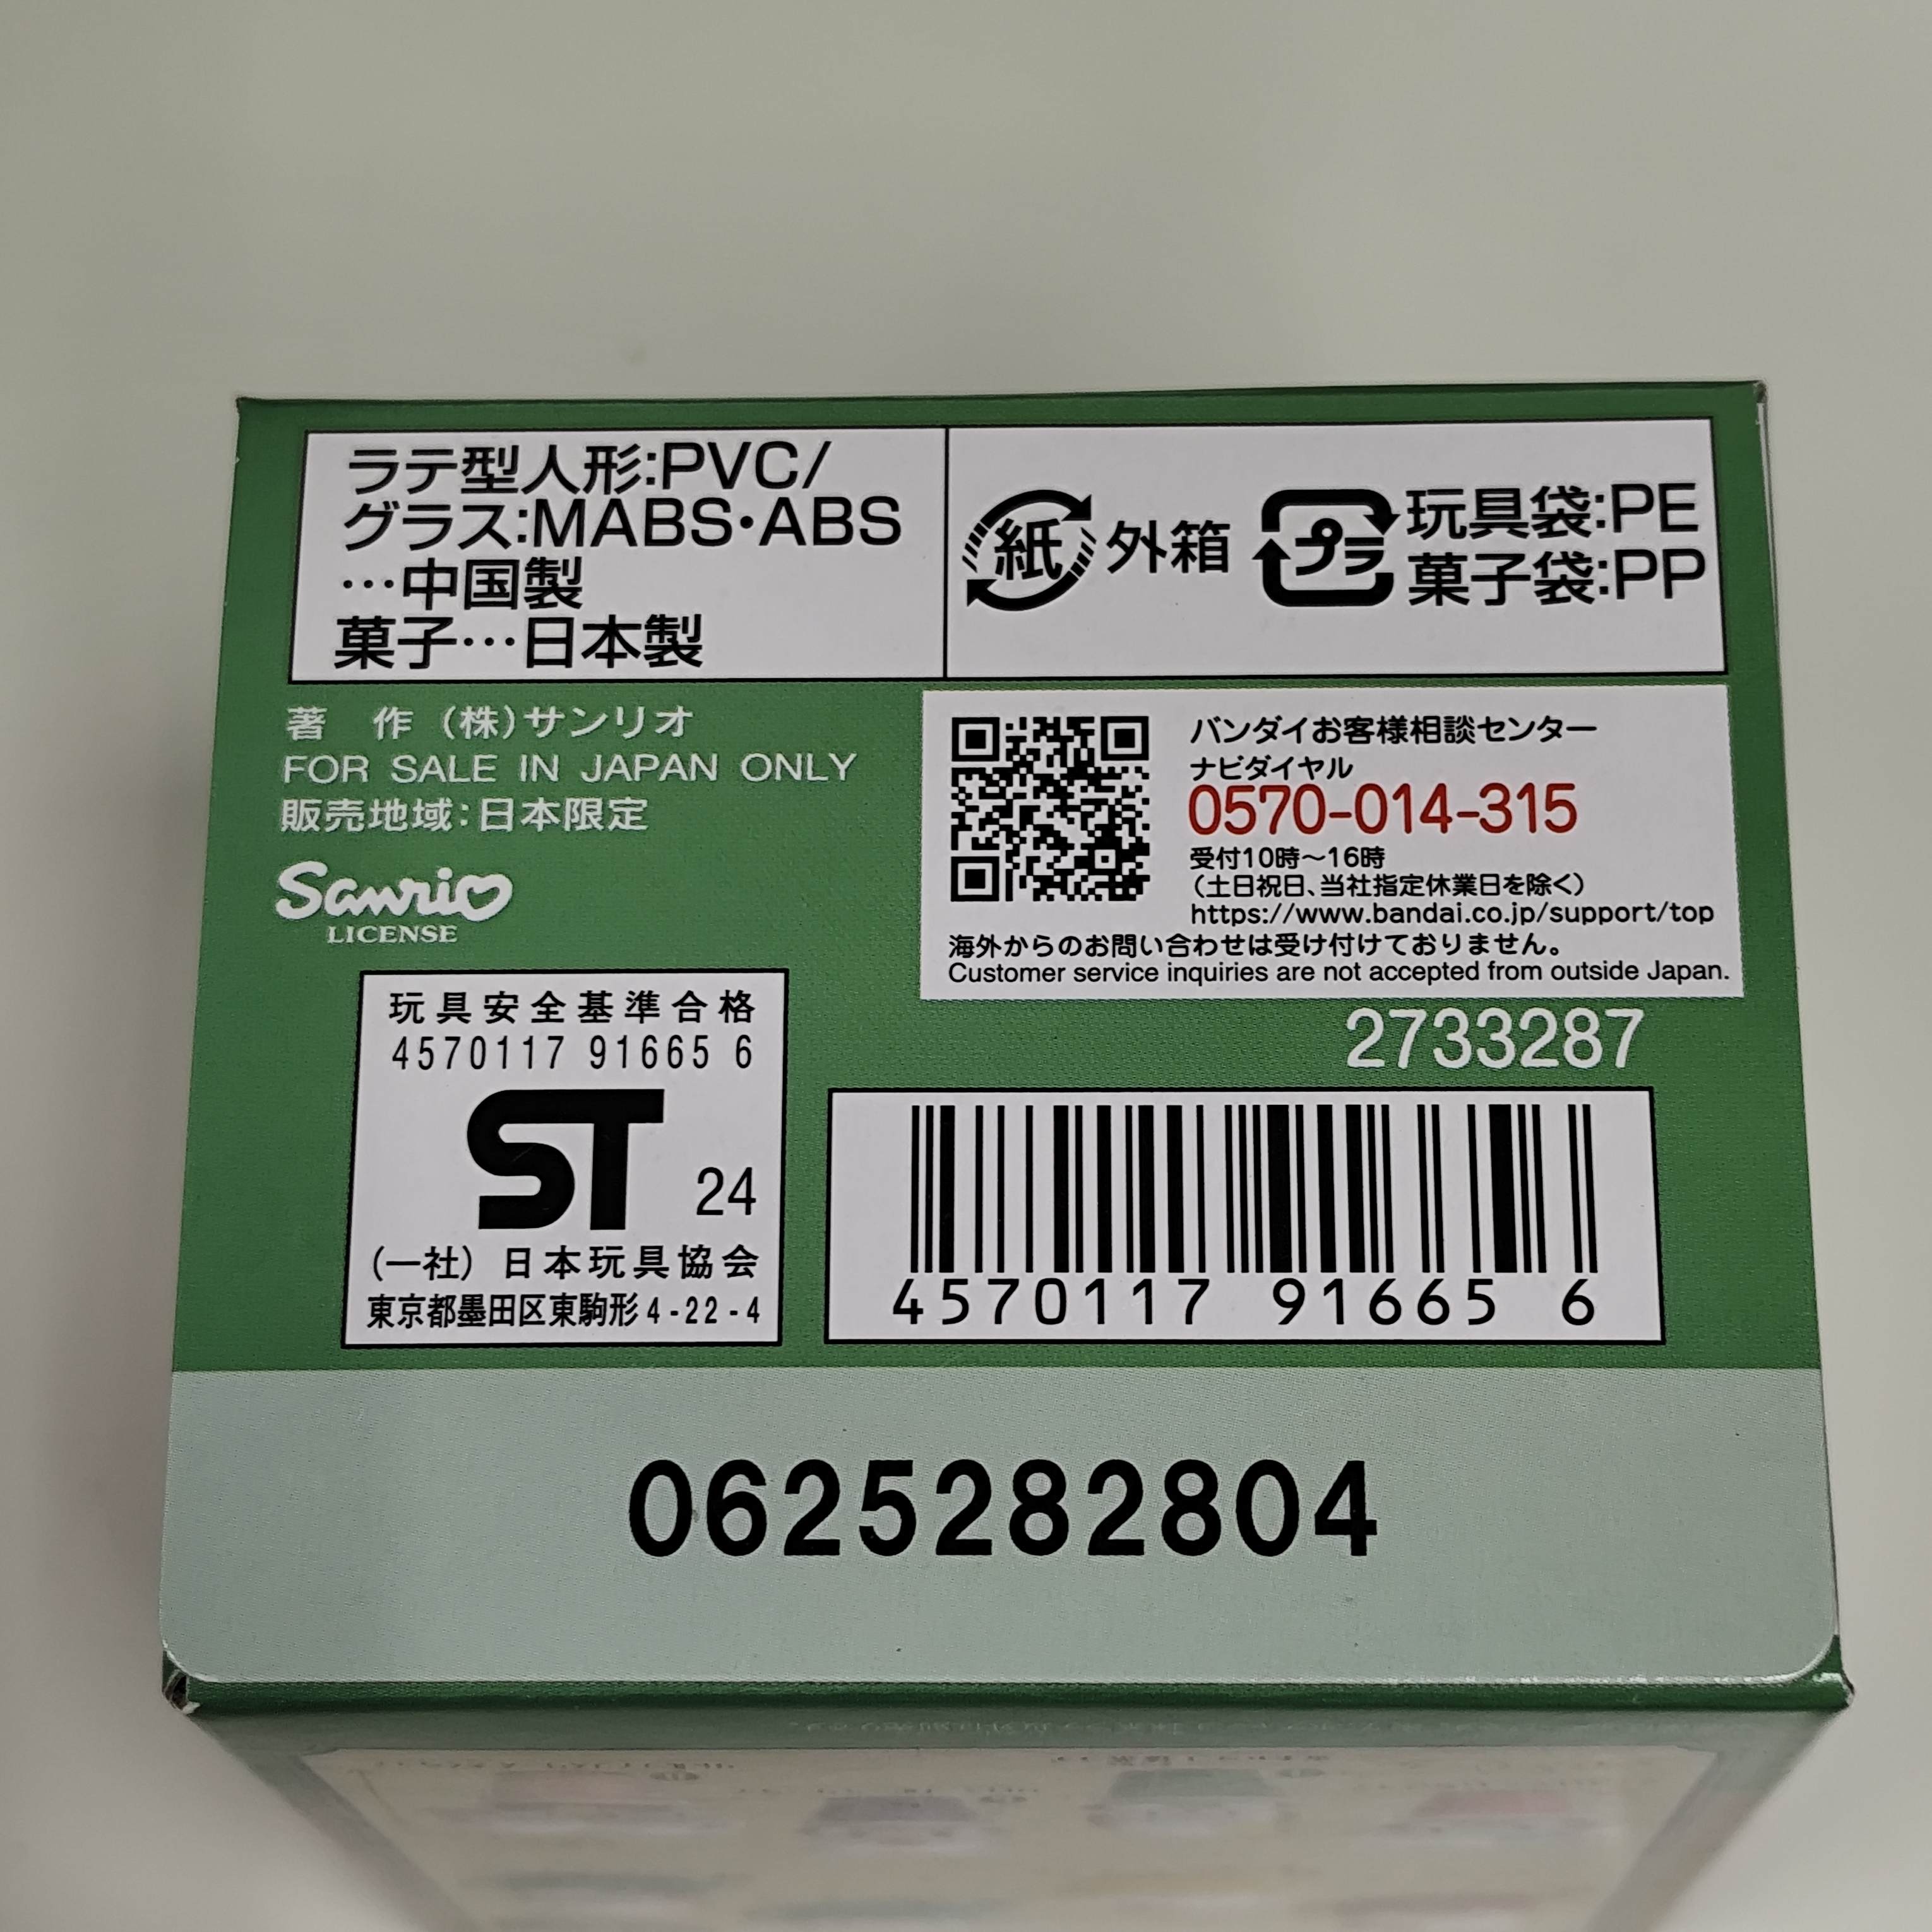 ラテ型人形:PVC/
グラス:MABS・ABS
…中国製
菓子…日本製
紙 外箱
プラ 玩具袋:PE
菓子袋:PP
著　作 (株)サンリオ
FOR SALE IN JAPAN ONLY
販売地域:日本限定
Sanrio
LICENSE
バンダイお客様相談センター
ナビダイヤル
0570-014-315
受付10時〜16時
(土日祝日、当社指定休業日を除く)
https://www.bandai.co.jp/support/top
海外からのお問い合わせは受け付けておりません。
Customer service inquiries are not accepted from outside Japan.
2733287
玩具安全基準合格
4570117 91665 6
ST 24
(一社) 日本玩具協会
東京都墨田区東駒形4-22-4
4570117 91665 6
0625282804